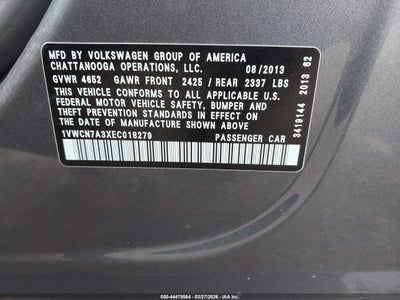 MFD BY VOLKSWAGEN GROUP OF AMERICA
CHATTANOOGA OPERATIONS, LLC. 08/2013
GVWR 4652 GAWR FRONT 2425 / REAR 2337 LBS
THIS VEHICLE CONFORMS TO ALL APPLICABLE U.S.
FEDERAL MOTOR VEHICLE SAFETY, BUMPER AND
THEFT PREVENTION STANDARDS IN EFFECT ON THE
DATE OF MANUFACTURE SHOWN ABOVE.
1VWCN7A3XEC018279 PASSENGER CAR
3419144 2013 62
000-44478564 - 02/27/2026 - IAA Inc.